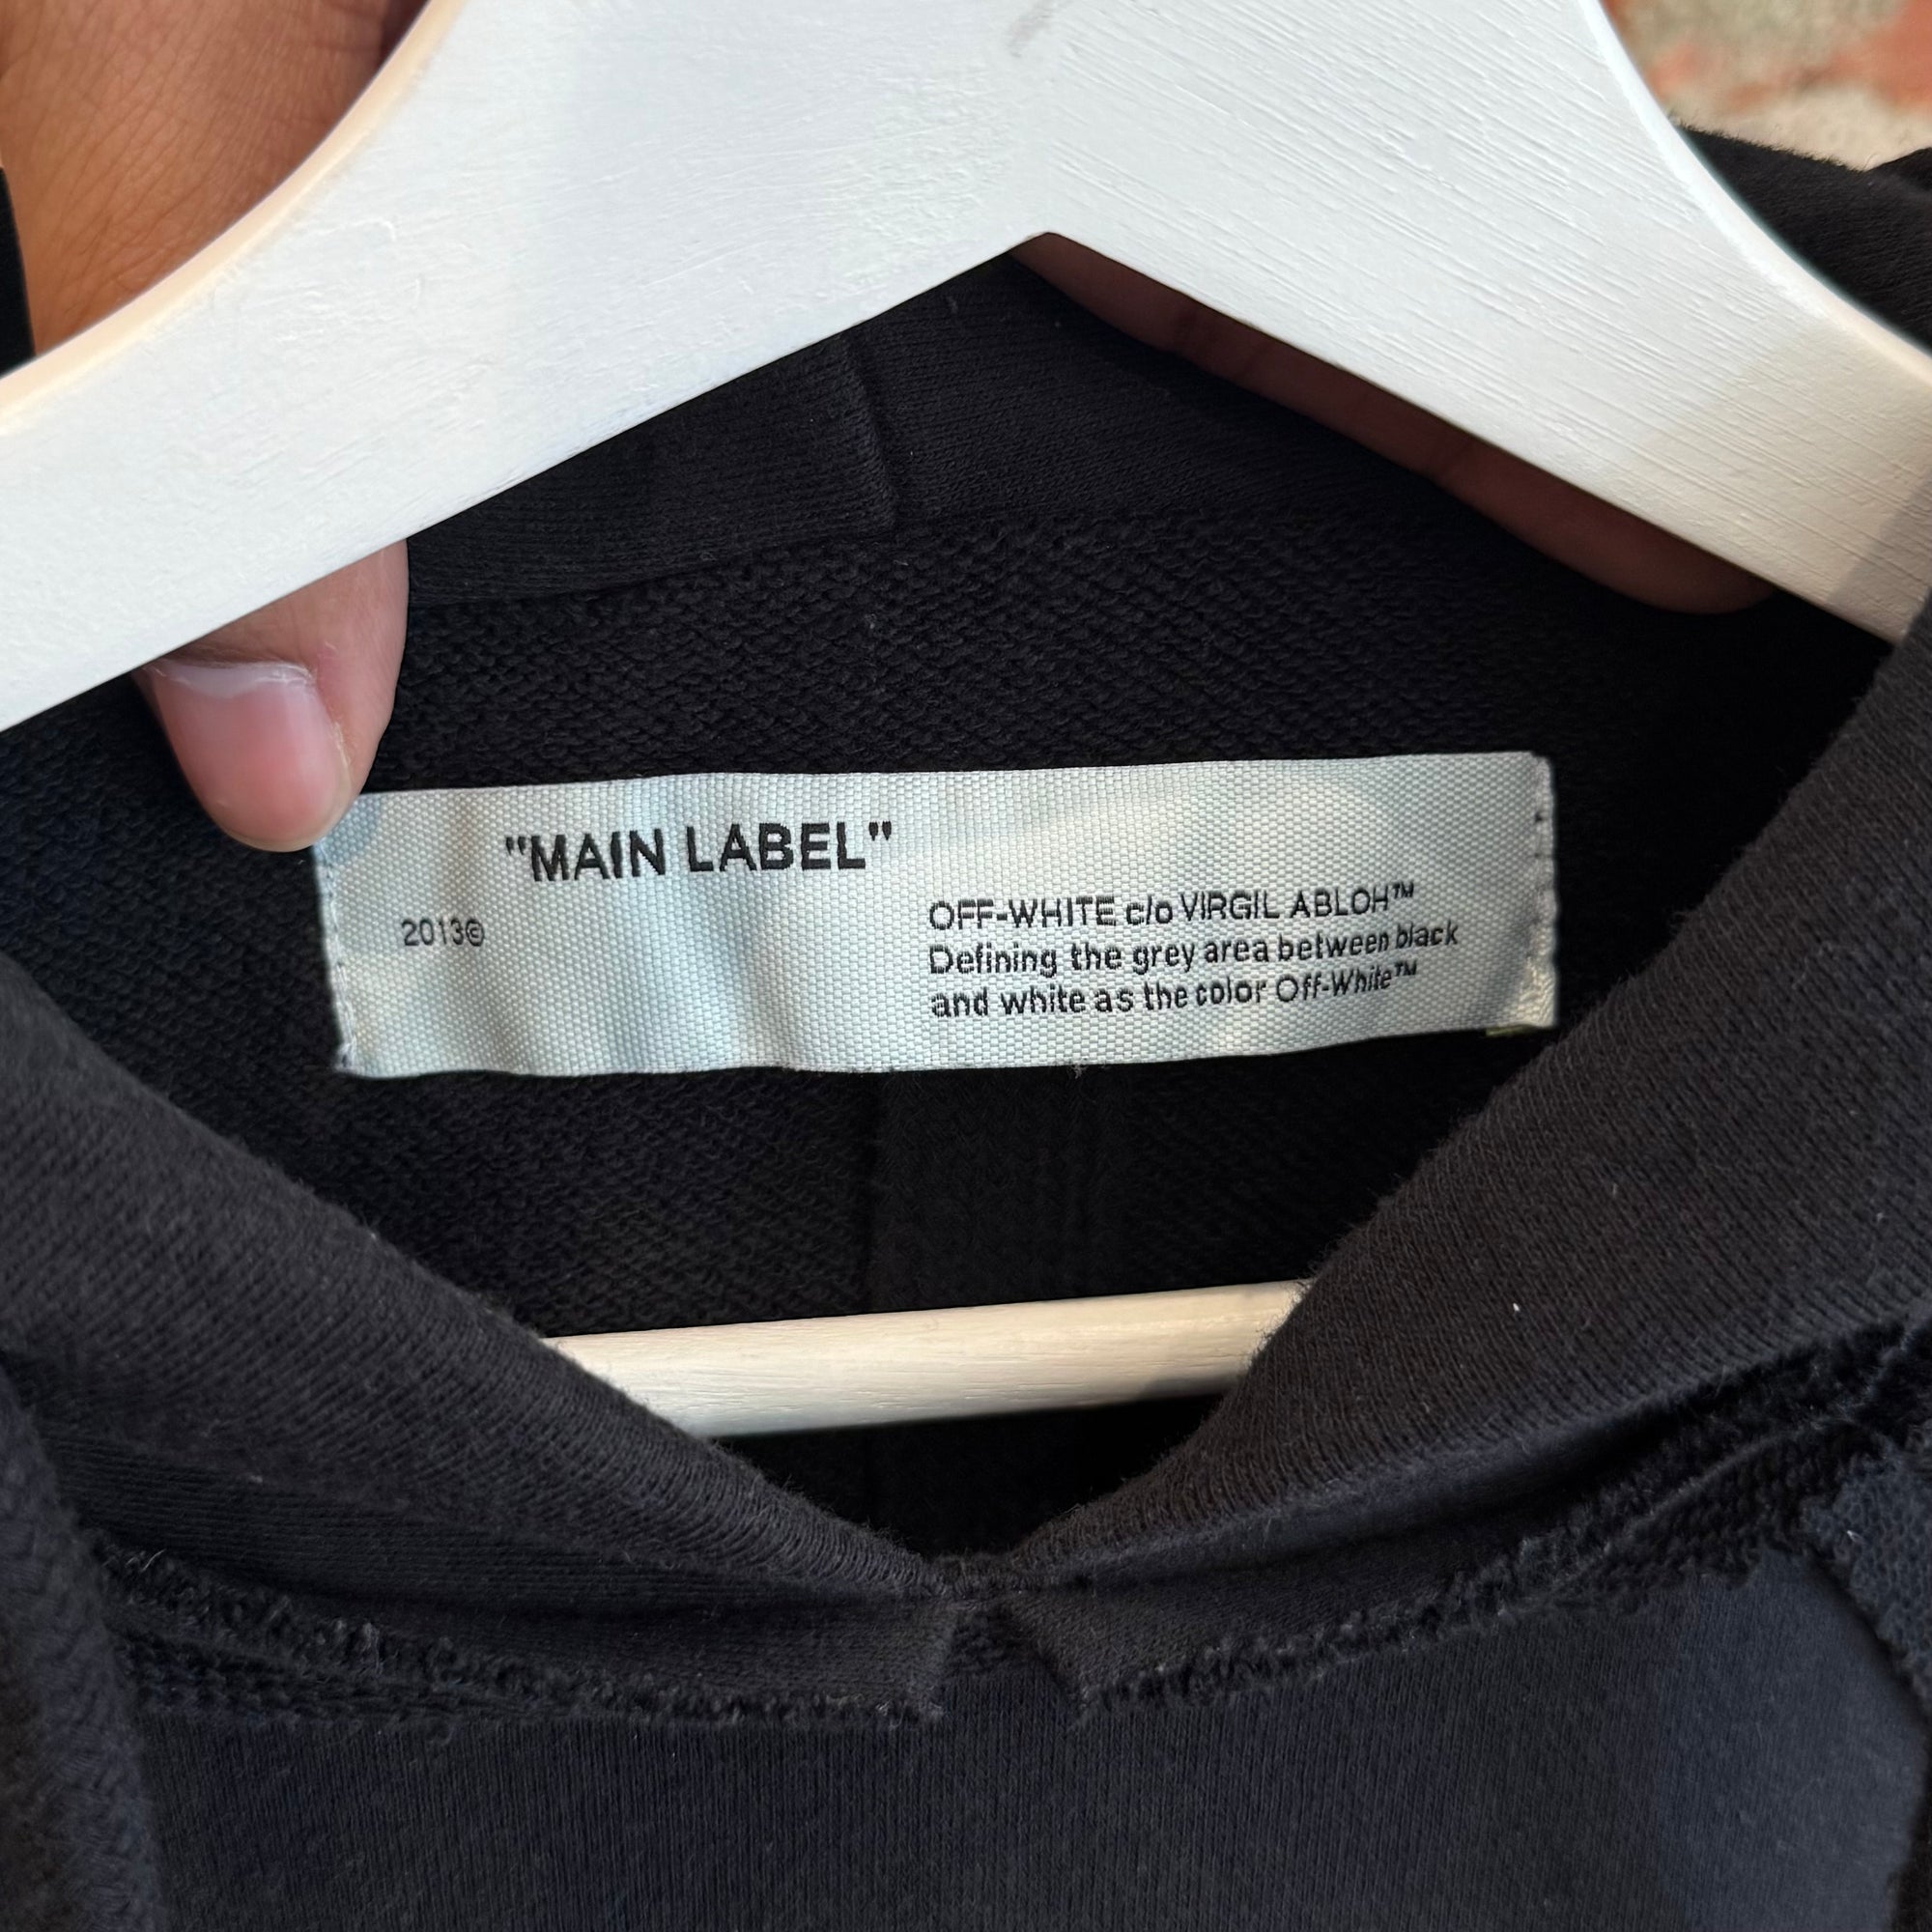 "MAIN LABEL"
2013©
OFF-WHITE c/o VIRGIL ABLOH™
Defining the grey area between black
and white as the color Off-White™